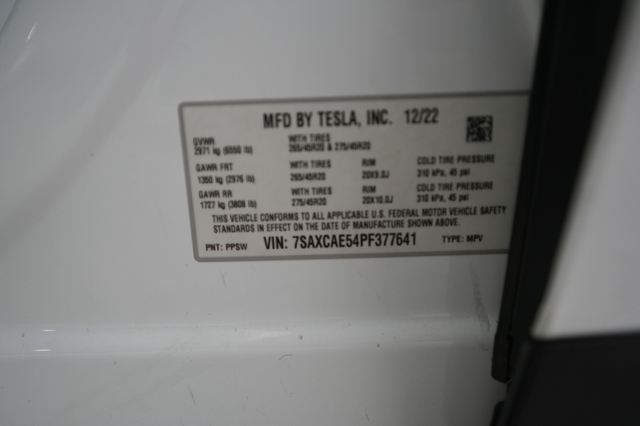 MFD BY TESLA, INC. 12/22
GVWR WITH TIRES
2971 kg (6550 lb) 265/45R20 & 275/45R20
GAWR FRT WITH TIRES RIM COLD TIRE PRESSURE
1350 kg (2976 lb) 265/45R20 20X9.0J 310 kPa, 45 psi
GAWR RR WITH TIRES RIM COLD TIRE PRESSURE
1727 kg (3808 lb) 275/45R20 20X10.0J 310 kPa, 45 psi
THIS VEHICLE CONFORMS TO ALL APPLICABLE U.S. FEDERAL MOTOR VEHICLE SAFETY
STANDARDS IN EFFECT ON THE DATE OF MANUFACTURE SHOWN ABOVE.
PNT: PPSW VIN: 7SAXCAE54PF377641 TYPE: MPV